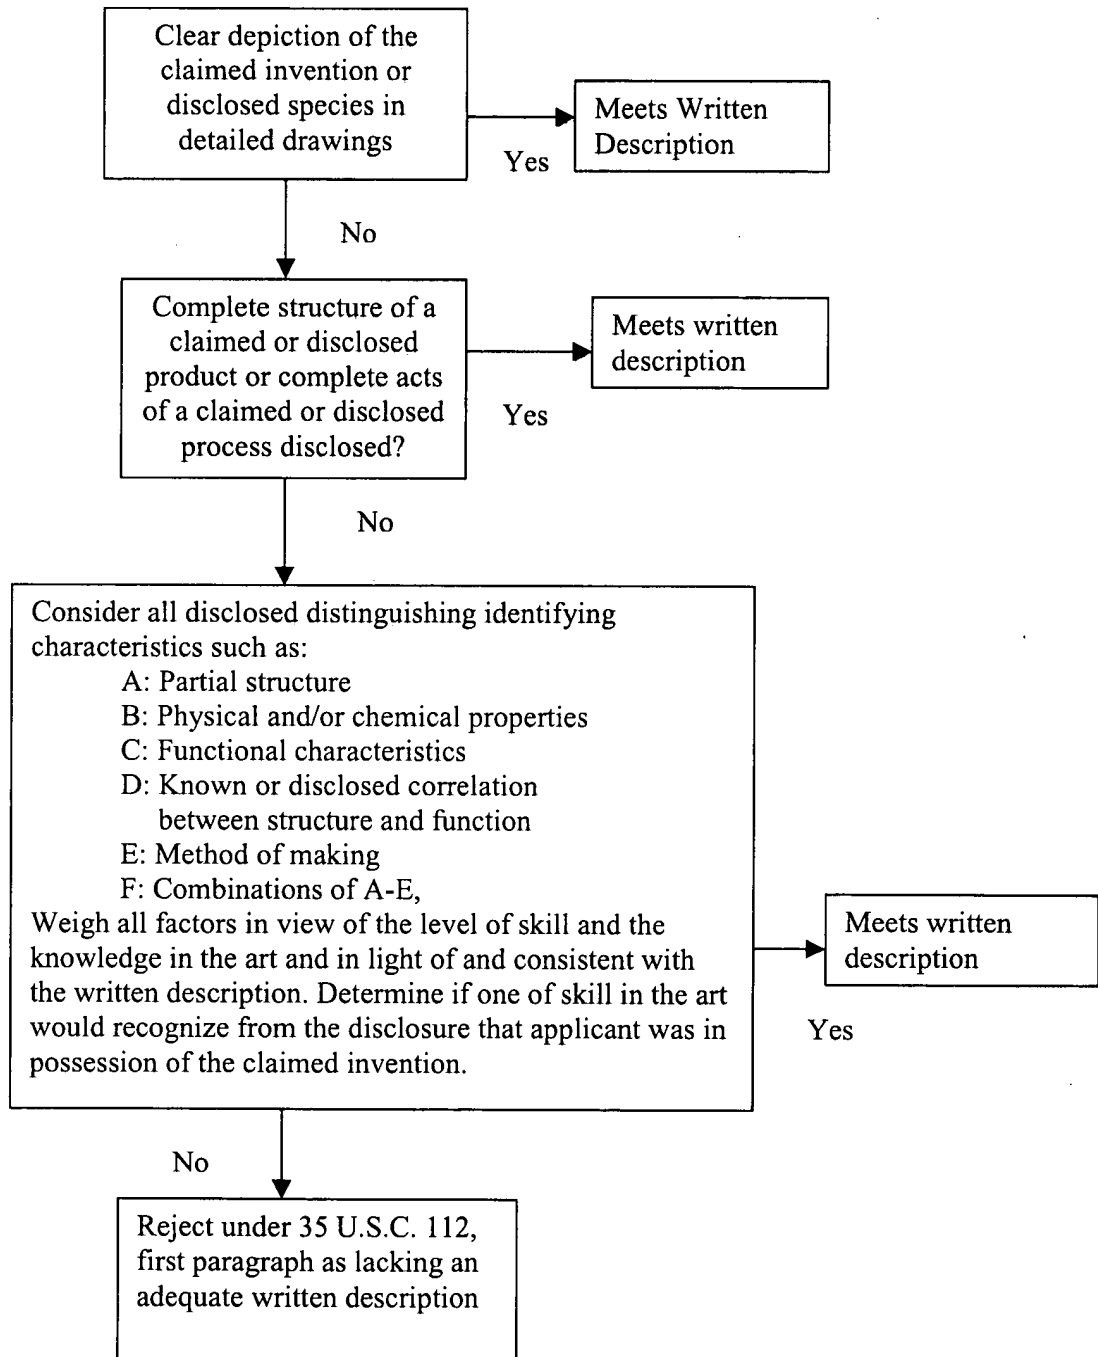 Clear depiction of the
claimed invention or
disclosed species in
detailed drawings
Yes
Meets Written
Description
No
Complete structure of a
claimed or disclosed
product or complete acts
of a claimed or disclosed
process disclosed?
Yes
Meets written
description
No
Consider all disclosed distinguishing identifying
characteristics such as:
A: Partial structure
B: Physical and/or chemical properties
C: Functional characteristics
D: Known or disclosed correlation
between structure and function
E: Method of making
F: Combinations of A-E,
Weigh all factors in view of the level of skill and the
knowledge in the art and in light of and consistent with
the written description. Determine if one of skill in the art
would recognize from the disclosure that applicant was in
possession of the claimed invention.
Yes
Meets written
description
No
Reject under 35 U.S.C. 112,
first paragraph as lacking an
adequate written description